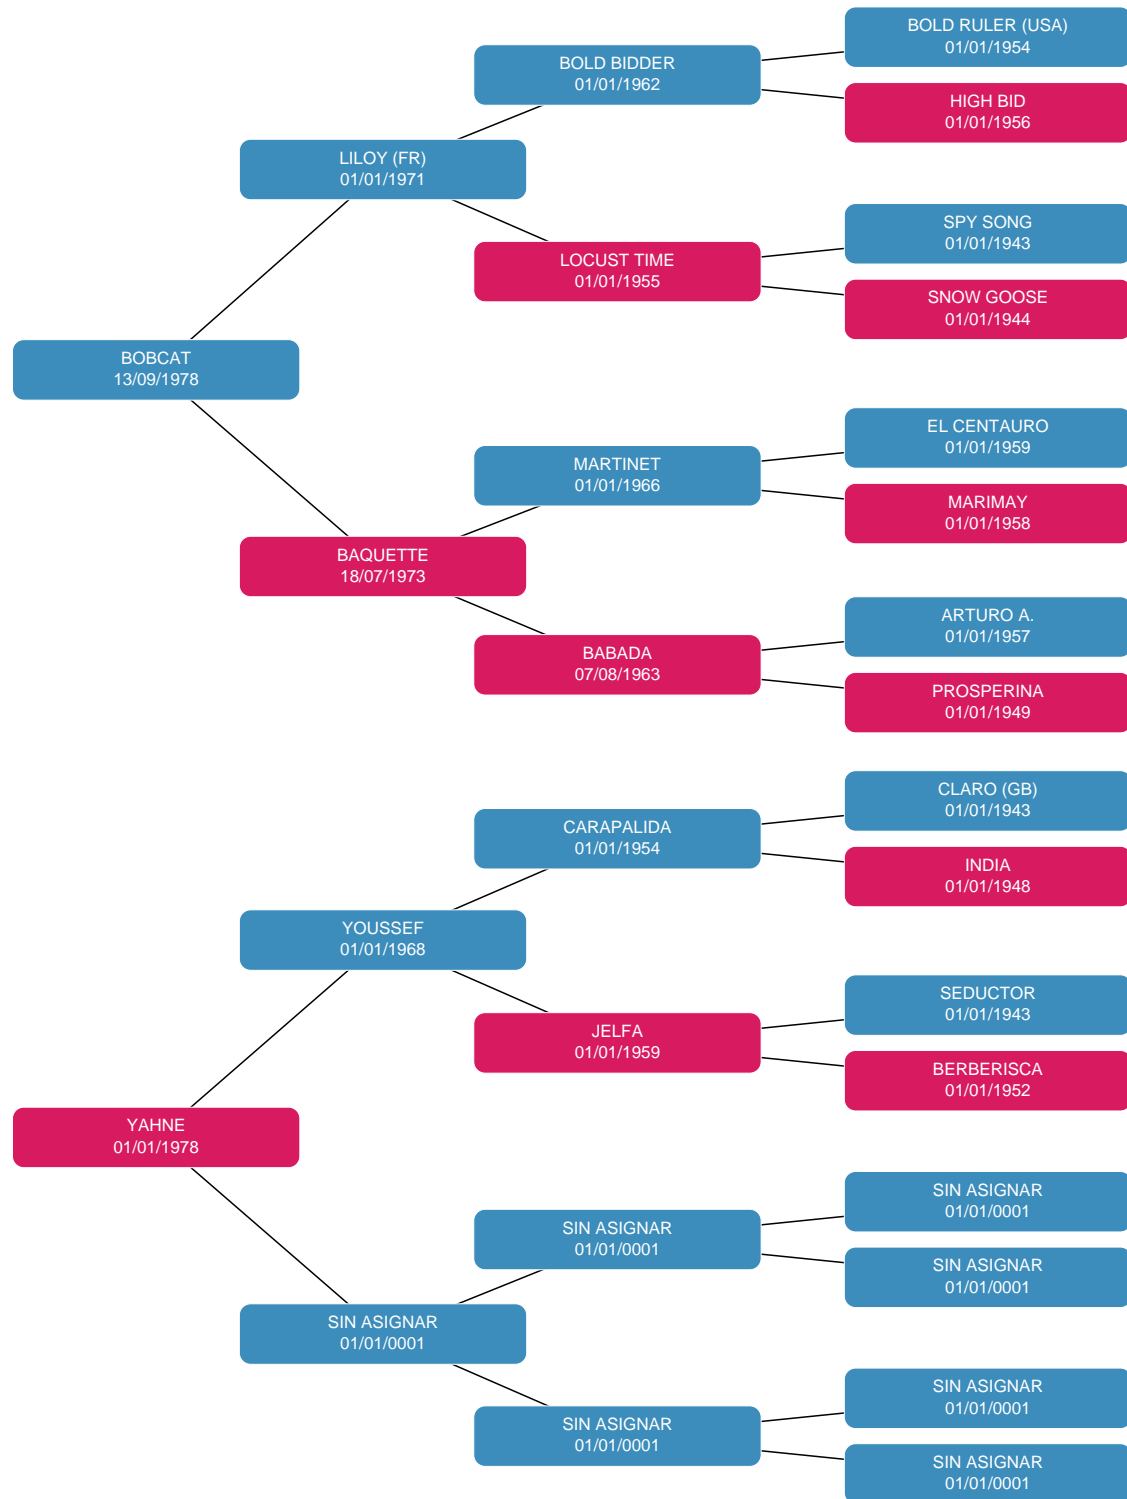 BOLD RULER (USA)
01/01/1954
BOLD BIDDER
01/01/1962
HIGH BID
01/01/1956
LILOY (FR)
01/01/1971
SPY SONG
01/01/1943
LOCUST TIME
01/01/1955
SNOW GOOSE
01/01/1944
BOBCAT
13/09/1978
EL CENTAURO
01/01/1959
MARTINET
01/01/1966
MARIMAY
01/01/1958
BAQUETTE
18/07/1973
ARTURO A.
01/01/1957
BABADA
07/08/1963
PROSPERINA
01/01/1949
CLARO (GB)
01/01/1943
CARAPALIDA
01/01/1954
INDIA
01/01/1948
YOUSSEF
01/01/1968
SEDUCTOR
01/01/1943
JELFA
01/01/1959
BERBERISCA
01/01/1952
YAHNE
01/01/1978
SIN ASIGNAR
01/01/0001
SIN ASIGNAR
01/01/0001
SIN ASIGNAR
01/01/0001
SIN ASIGNAR
01/01/0001
SIN ASIGNAR
01/01/0001
SIN ASIGNAR
01/01/0001
SIN ASIGNAR
01/01/0001